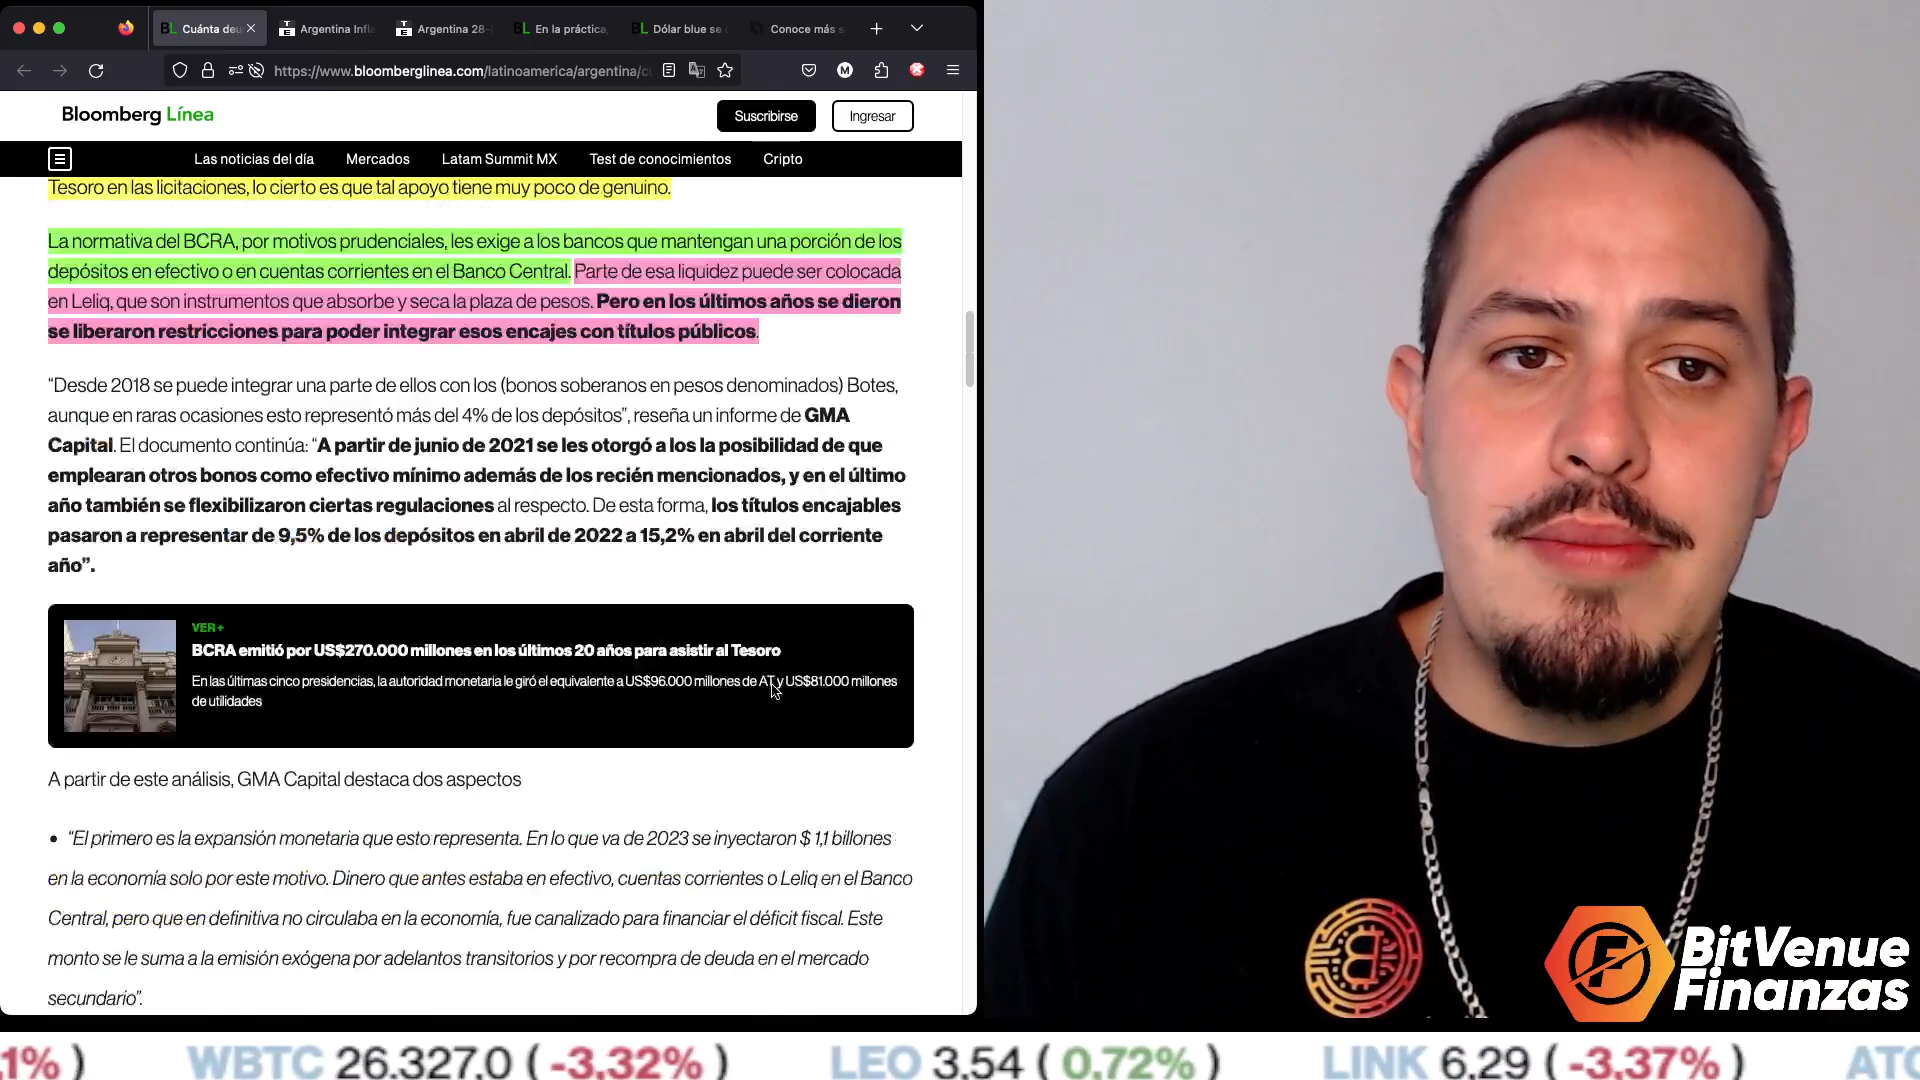 Cuánta deu
Argentina Infl
Argentina 28-
En la práctica,
Dólar blue se
Conoce más s
https://www.bloomberglinea.com/latinoamerica/argentina/cu
Bloomberg Línea
Suscribirse
Ingresar
Las noticias del día
Mercados
Latam Summit MX
Test de conocimientos
Cripto
Tesoro en las licitaciones, lo cierto es que tal apoyo tiene muy poco de genuino.
La normativa del BCRA, por motivos prudenciales, les exige a los bancos que mantengan una porción de los
depósitos en efectivo o en cuentas corrientes en el Banco Central. Parte de esa liquidez puede ser colocada
en Leliq, que son instrumentos que absorbe y seca la plaza de pesos. Pero en los últimos años se dieron
se liberaron restricciones para poder integrar esos encajes con títulos públicos.
“Desde 2018 se puede integrar una parte de ellos con los (bonos soberanos en pesos denominados) Botes,
aunque en raras ocasiones esto representó más del 4% de los depósitos”, reseña un informe de GMA
Capital. El documento continúa: “A partir de junio de 2021 se les otorgó a los la posibilidad de que
emplearan otros bonos como efectivo mínimo además de los recién mencionados, y en el último
año también se flexibilizaron ciertas regulaciones al respecto. De esta forma, los títulos encajables
pasaron a representar de 9,5% de los depósitos en abril de 2022 a 15,2% en abril del corriente
año”.
VER+
BCRA emitió por US$270.000 millones en los últimos 20 años para asistir al Tesoro
En las últimas cinco presidencias, la autoridad monetaria le giró el equivalente a US$96.000 millones de AT y US$81.000 millones
de utilidades
A partir de este análisis, GMA Capital destaca dos aspectos
• “El primero es la expansión monetaria que esto representa. En lo que va de 2023 se inyectaron $ 1,1 billones
en la economía solo por este motivo. Dinero que antes estaba en efectivo, cuentas corrientes o Leliq en el Banco
Central, pero que en definitiva no circulaba en la economía, fue canalizado para financiar el déficit fiscal. Este
monto se le suma a la emisión exógena por adelantos transitorios y por recompra de deuda en el mercado
secundario”.
BitVenue
Finanzas
,1% ) WBTC 26.327,0 ( -3,32% ) LEO 3,54 ( 0,72% ) LINK 6,29 ( -3,37% ) ATO